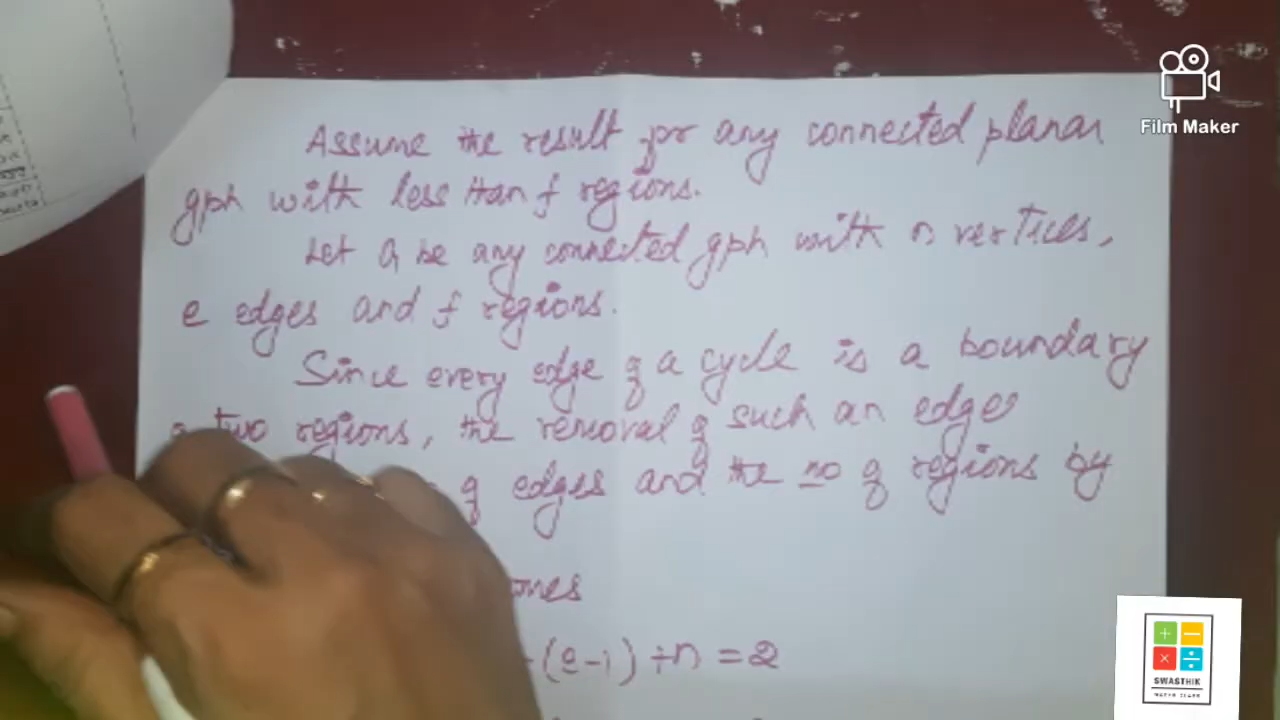 Assume the result for any connected planar
gph with less than f regions.
Let G be any connected gph with n vertices,
e edges and f regions.
Since every edge of a cycle is a boundary
two regions, the removal of such an edge
of edges and the no of regions by
(e-1) + n = 2
Film Maker
SWASTHIK